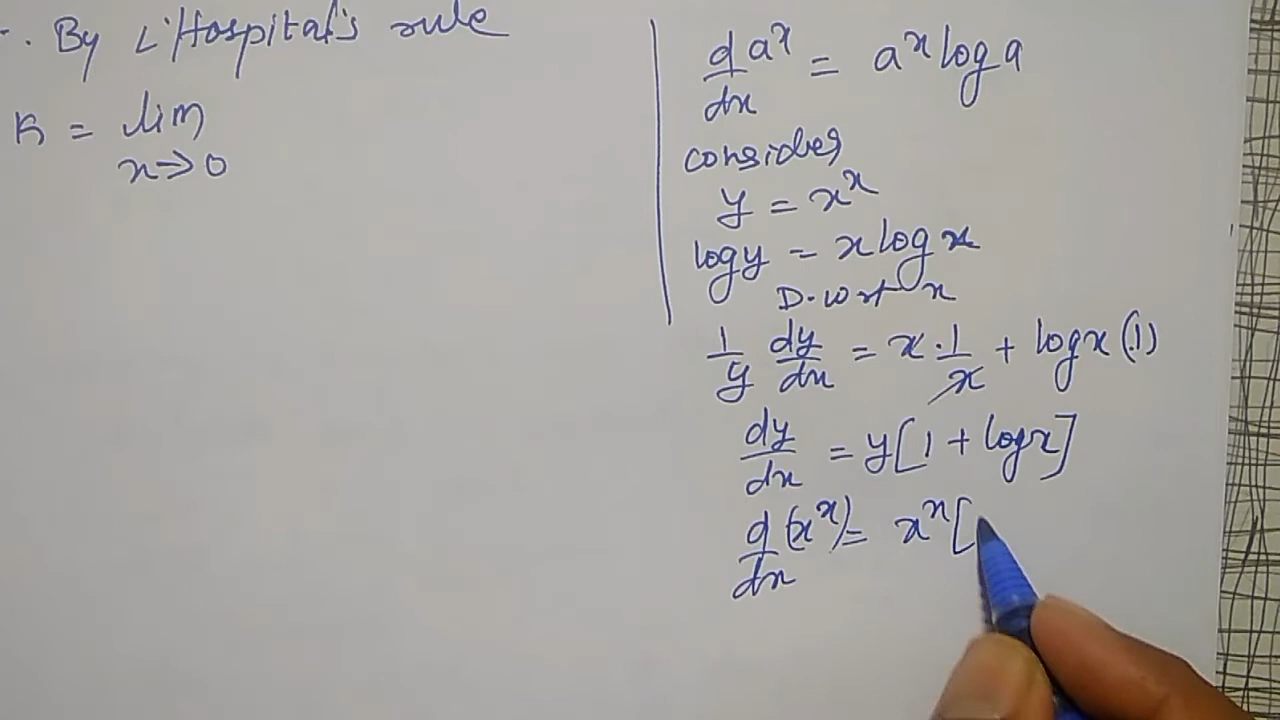 ∴ By L'Hospital's rule
K = lim
x→0
d/dx a^x = a^x log a
consider
y = x^x
log y = x log x
D.w.r.t x
1/y dy/dx = x · 1/x + log x (1)
dy/dx = y[1 + log x]
d/dx (x^x) = x^x [